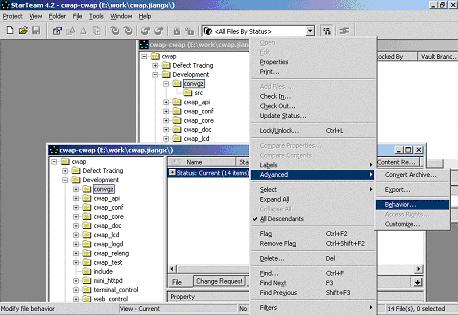 StarTeam 4.2 - cwap-cwap (E:\work\cwap.jiangx\)
Project Folder File Tools Window Help
<All Files By Status>
cwap-cwap (E:\work\cwap.jiangx\)
cwap
Defect Tracing
Development
convgz
src
cwap_api
cwap_conf
cwap_core
cwap_doc
cwap_lcd
ocked By
Vault Branc...
Open
Edit
Properties
Print...
Add Files...
Check In...
Check Out...
Update Status...
Lock/Unlock... Ctrl+L
Compare Properties...
Compare Contents
Labels
Advanced
Select
Expand All
Collapse All
All Descendants
Flag Ctrl+F2
Remove Flag Ctrl+Shift+F2
Delete... Del
Find... Ctrl+F
Find Next F3
Find Previous Shift+F3
Filters
Convert Archive...
Export...
Behavior...
Access Rights...
Customize...
cwap-cwap (E:\work\cwap.jiangx\)
cwap
Defect Tracing
Development
convgz
cwap_api
cwap_conf
cwap_core
cwap_doc
cwap_lcd
cwap_logd
cwap_releng
cwap_test
include
mini_httpd
terminal_control
web_control
Name
Sta
Content Re...
Status: Current (14 items)
File
Change Request
Property
Modify file behavior
View - Current
14 File(s), 0 selected